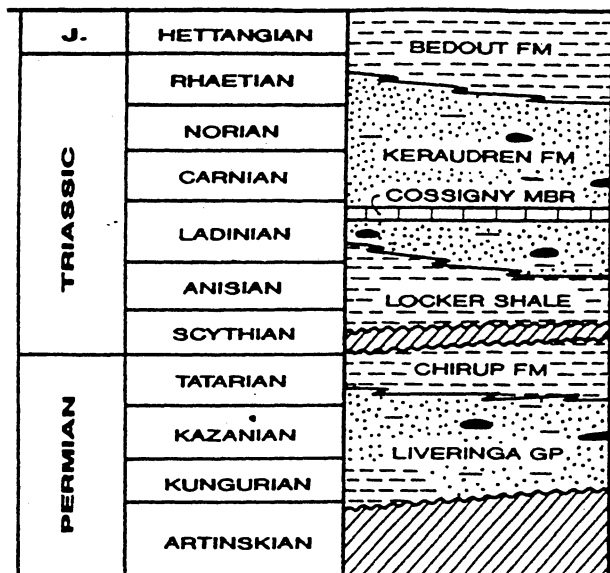 J.
HETTANGIAN
BEDOUT FM
TRIASSIC
RHAETIAN
NORIAN
KERAUDREN FM
CARNIAN
COSSIGNY MBR
LADINIAN
ANISIAN
LOCKER SHALE
SCYTHIAN
PERMIAN
TATARIAN
CHIRUP FM
KAZANIAN
LIVERINGA GP
KUNGURIAN
ARTINSKIAN